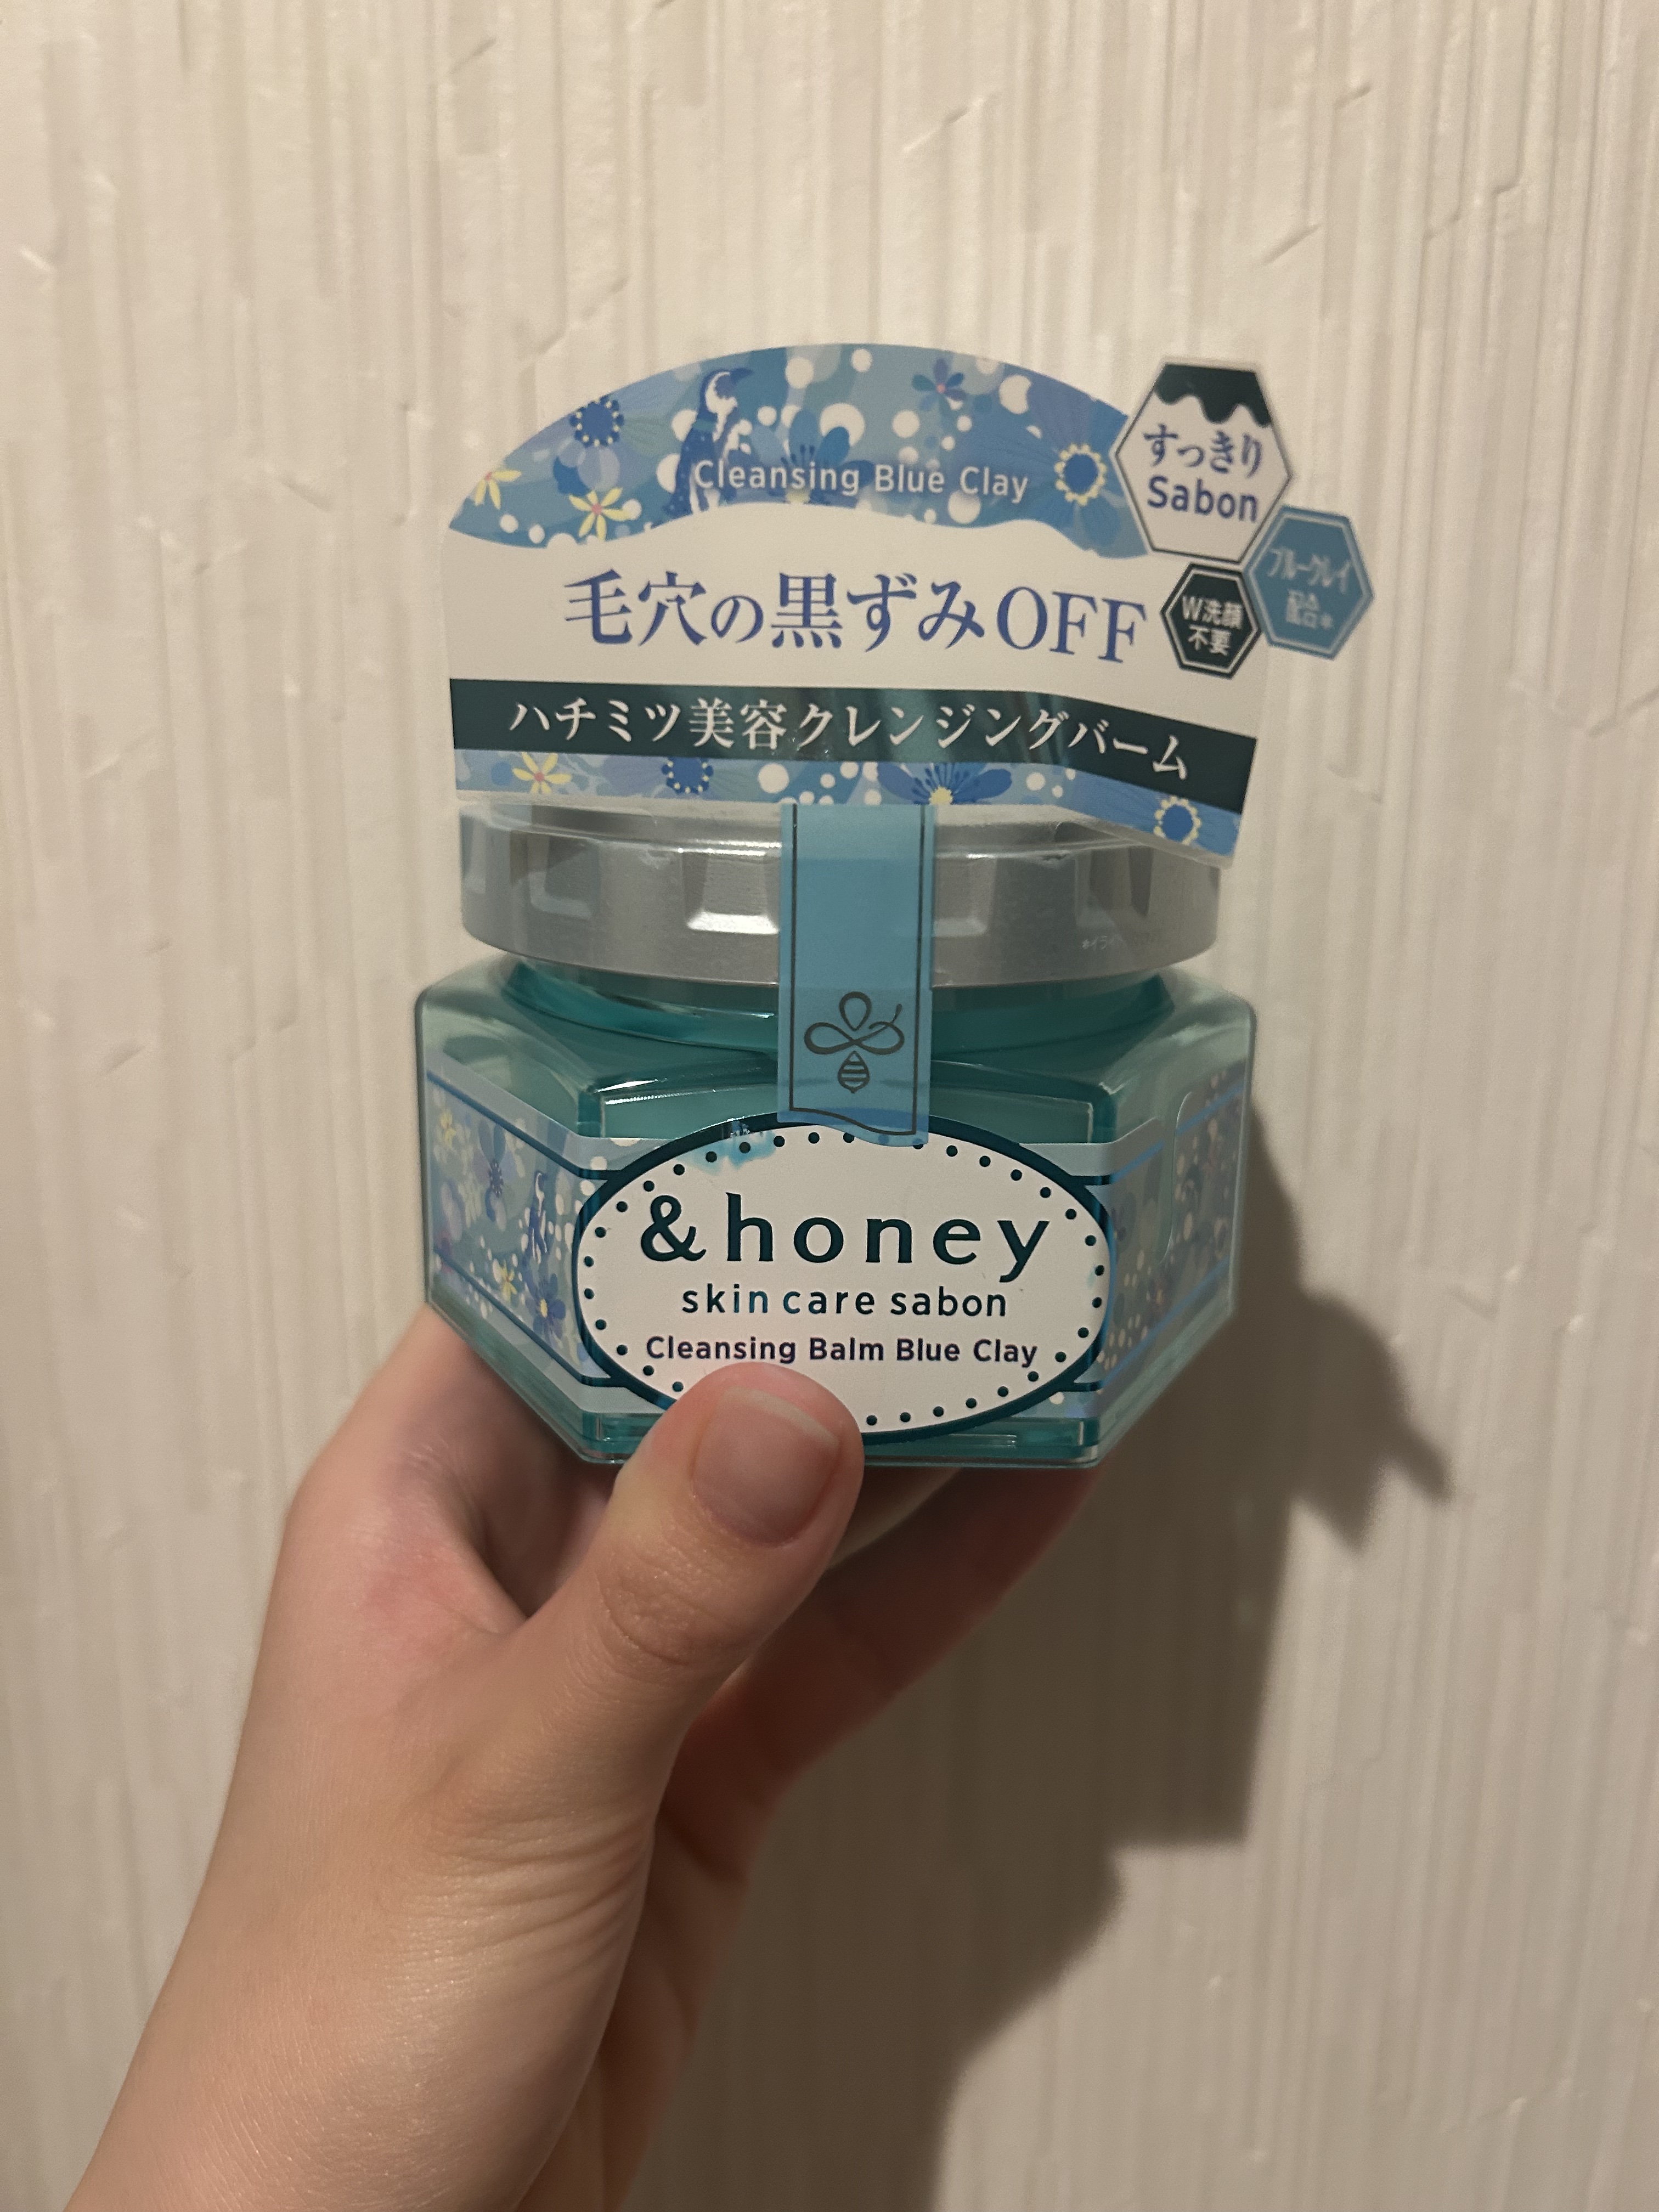 Cleansing Blue Clay
すっきり
Sabon
ブルークレイ
配合*
W洗顔
不要
毛穴の黒ずみOFF
ハチミツ美容クレンジングバーム
&honey
skin care sabon
Cleansing Balm Blue Clay